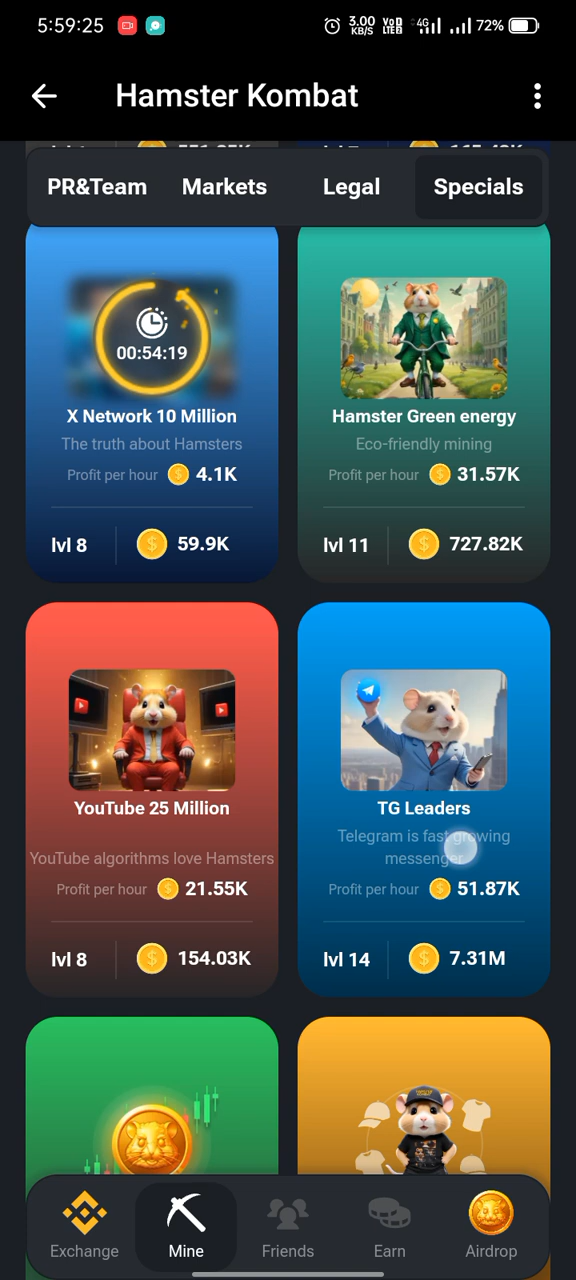 5:59:25
3.00 KB/S
VoD LTE2
4G
72%
Hamster Kombat
PR&Team Markets Legal Specials
00:54:19
X Network 10 Million
The truth about Hamsters
Profit per hour 4.1K
lvl 8 59.9K
Hamster Green energy
Eco-friendly mining
Profit per hour 31.57K
lvl 11 727.82K
YouTube 25 Million
YouTube algorithms love Hamsters
Profit per hour 21.55K
lvl 8 154.03K
TG Leaders
Telegram is fast growing
messenger
Profit per hour 51.87K
lvl 14 7.31M
Exchange Mine Friends Earn Airdrop